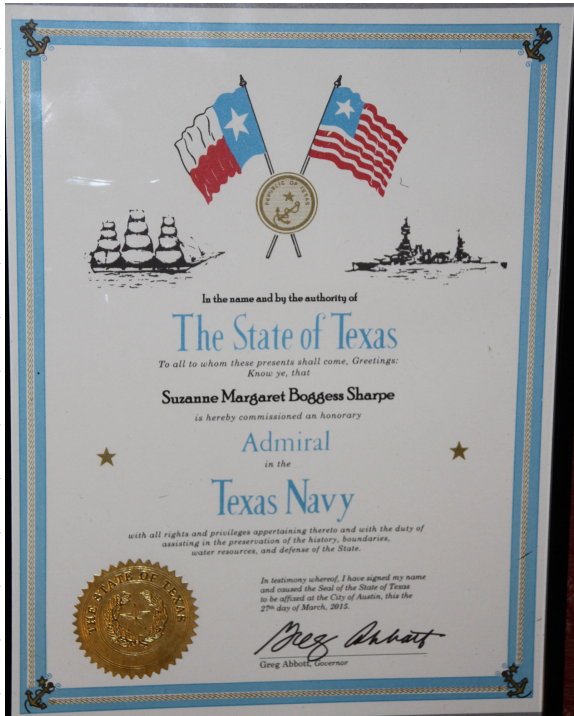 REPUBLIC OF TEXAS
In the name and by the authority of
The State of Texas
To all to whom these presents shall come, Greetings:
Know ye, that
Suzanne Margaret Boggess Sharpe
is hereby commissioned an honorary
Admiral
in the
Texas Navy
with all rights and privileges appertaining thereto and with the duty of
assisting in the preservation of the history, boundaries,
water resources, and defense of the State.
In testimony whereof, I have signed my name
and caused the Seal of the State of Texas
to be affixed at the City of Austin, this the
27th day of March, 2015.
THE STATE OF TEXAS
Greg Abbott
Greg Abbott, Governor